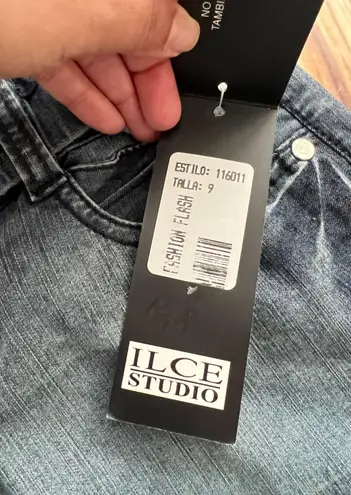 NO
TAMBI
ESTILO: 116011
TALLA: 9
FASHION FLASH
ILCE
STUDIO